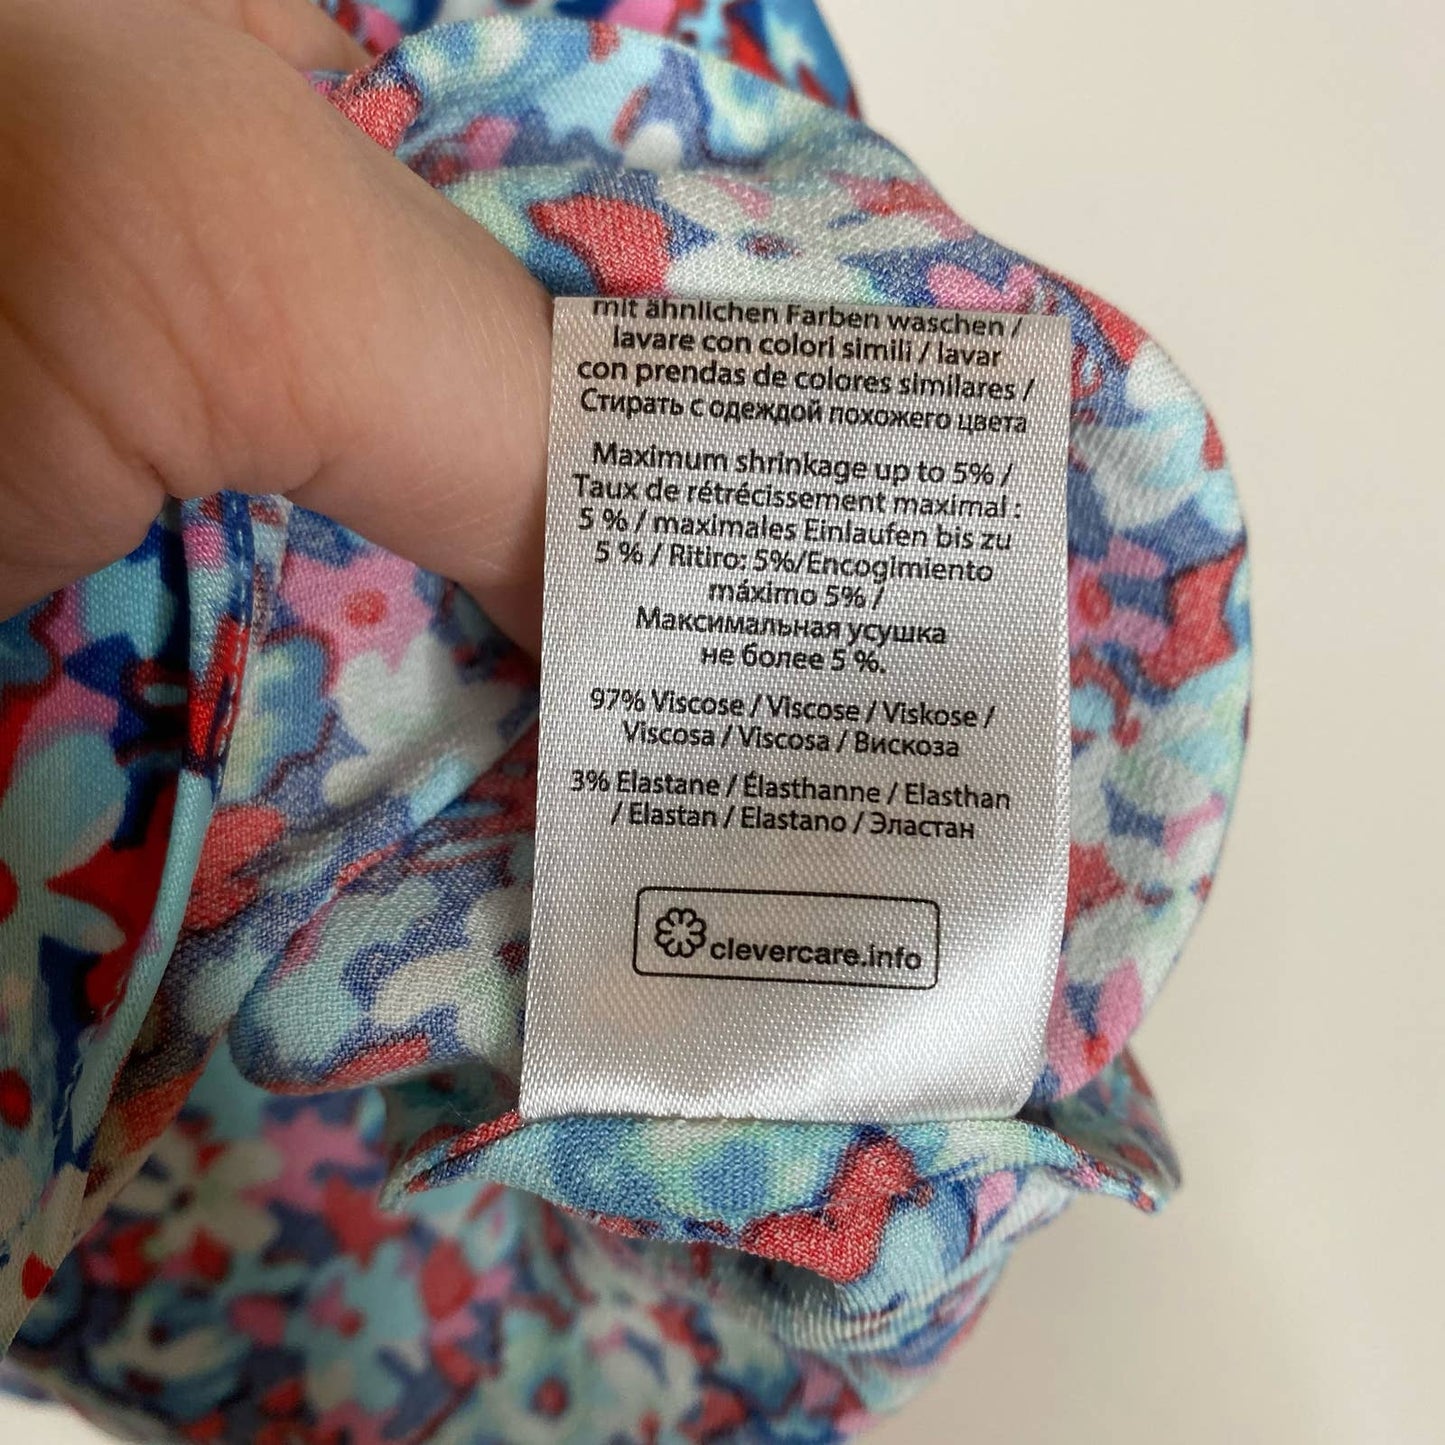 mit ähnlichen Farben waschen /
lavare con colori simili / lavar
con prendas de colores similares /
Стирать с одеждой похожего цвета
Maximum shrinkage up to 5% /
Taux de rétrécissement maximal :
5 % / maximales Einlaufen bis zu
5 % / Ritiro: 5%/Encogimiento
máximo 5% /
Максимальная усушка
не более 5 %.
97% Viscose / Viscose / Viskose /
Viscosa / Viscosa / Вискоза
3% Elastane / Élasthanne / Elasthan
/ Elastan / Elastano / Эластан
clevercare.info